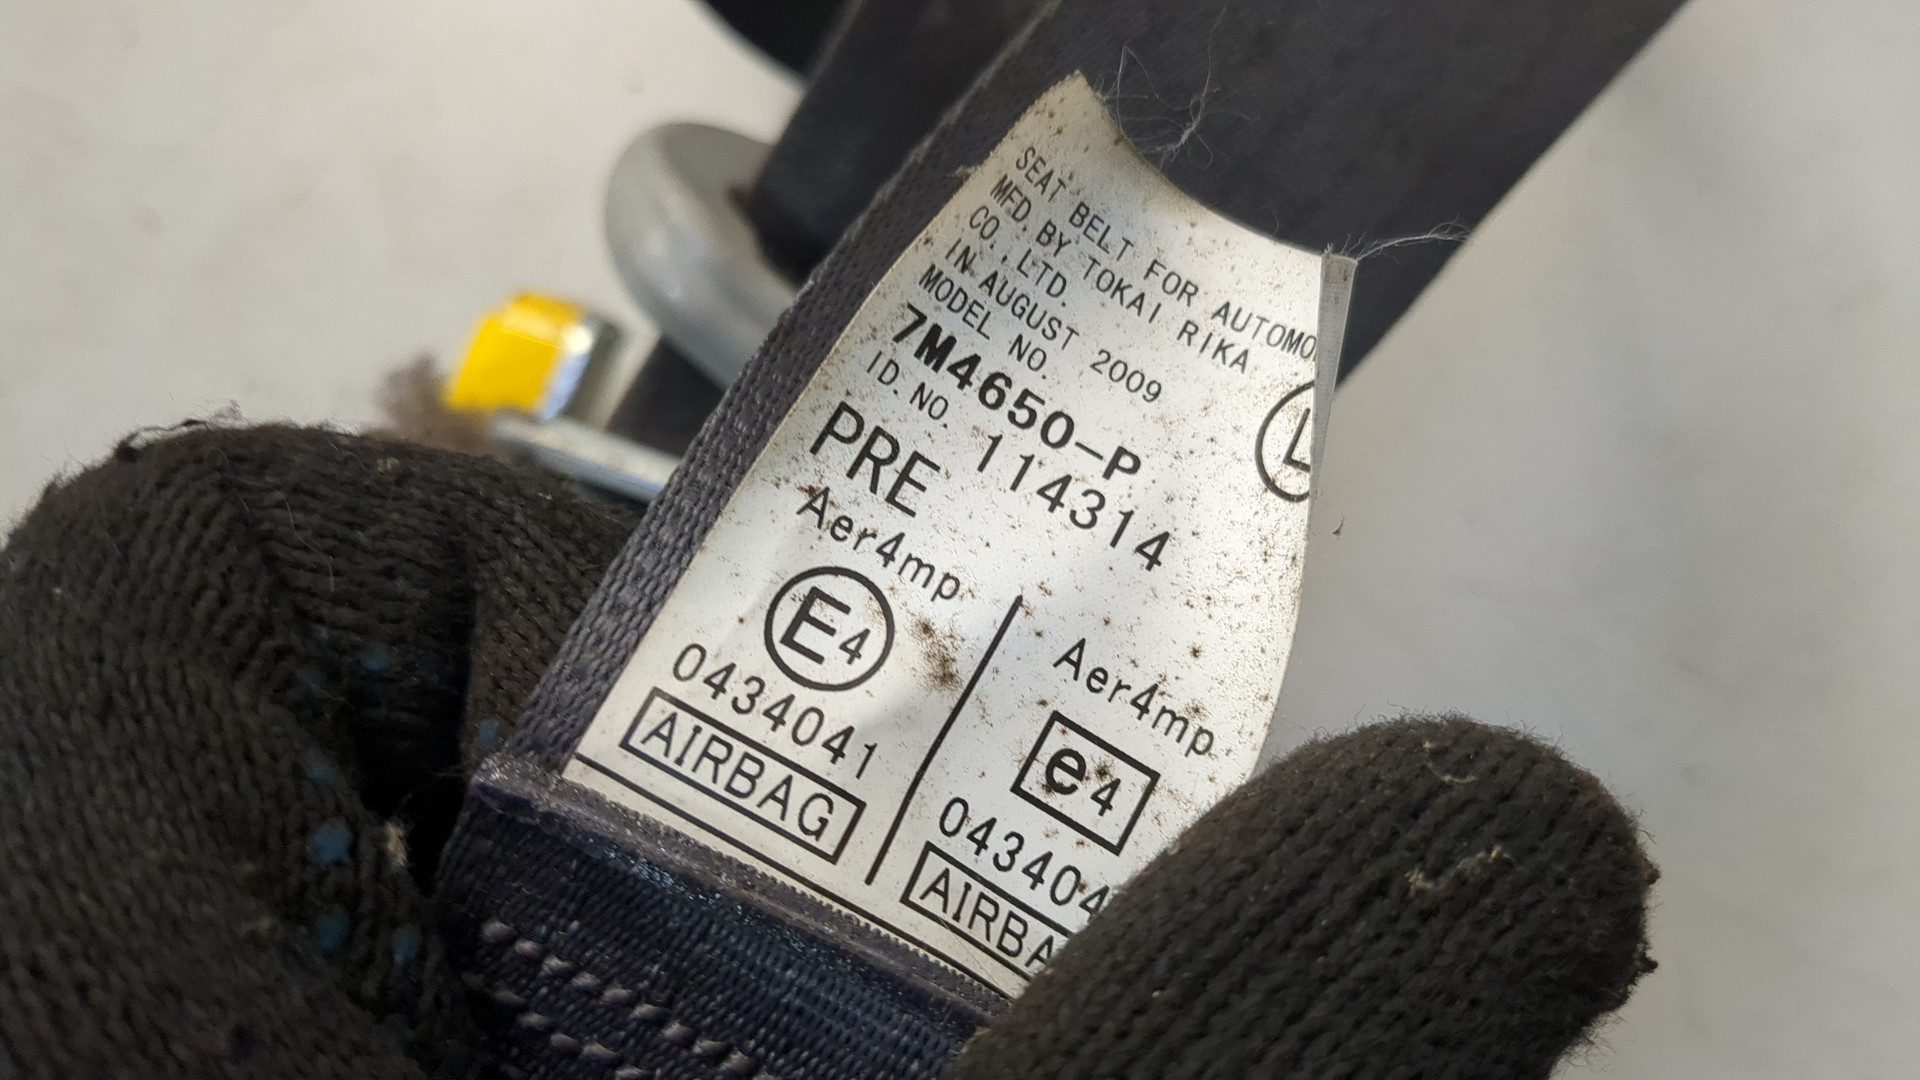 SEAT BELT FOR AUTOMO
MFD. BY TOKAI RIKA
CO.,LTD.
IN AUGUST 2009
MODEL NO.
7M4650-P
L
ID. NO. 114314
PRE
Aer4mp
E4
0434041
AIRBAG
Aer4mp
e4
043404
AIRBA